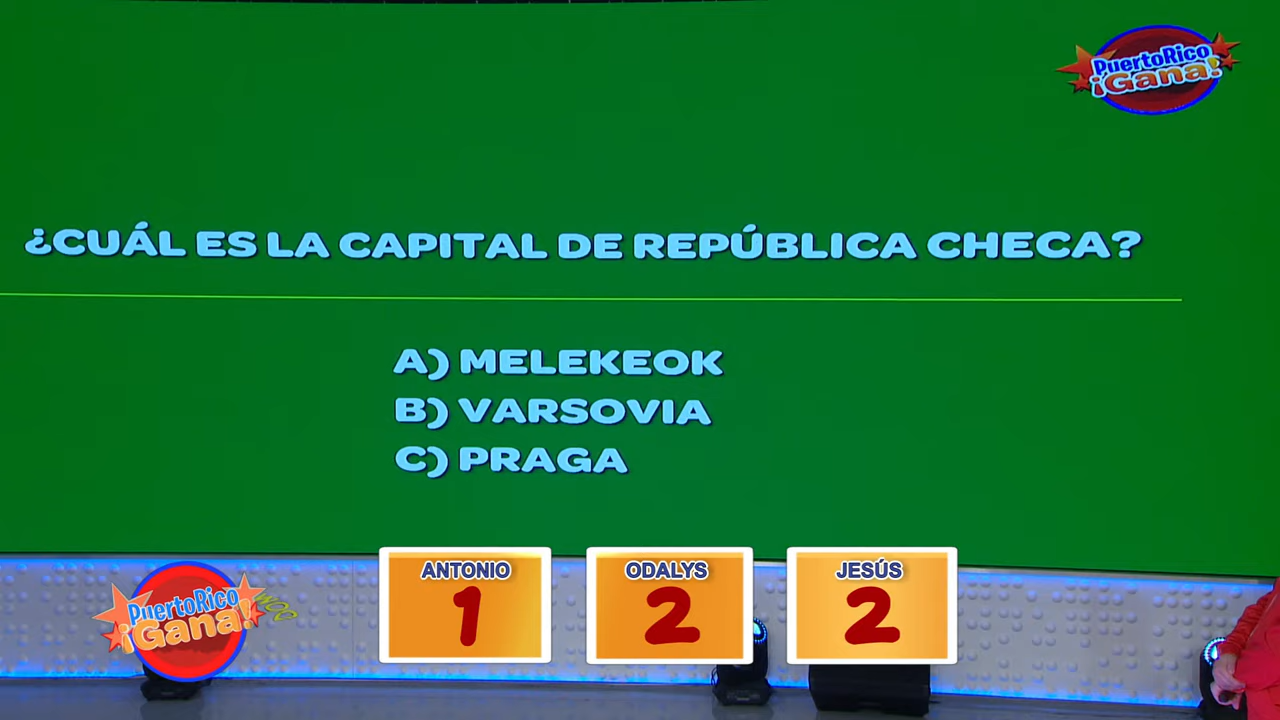 PuertoRico
¡Gana!
¿CUÁL ES LA CAPITAL DE REPÚBLICA CHECA?
A) MELEKEOK
B) VARSOVIA
C) PRAGA
ANTONIO
1
ODALYS
2
JESÚS
2
PuertoRico
¡Gana!